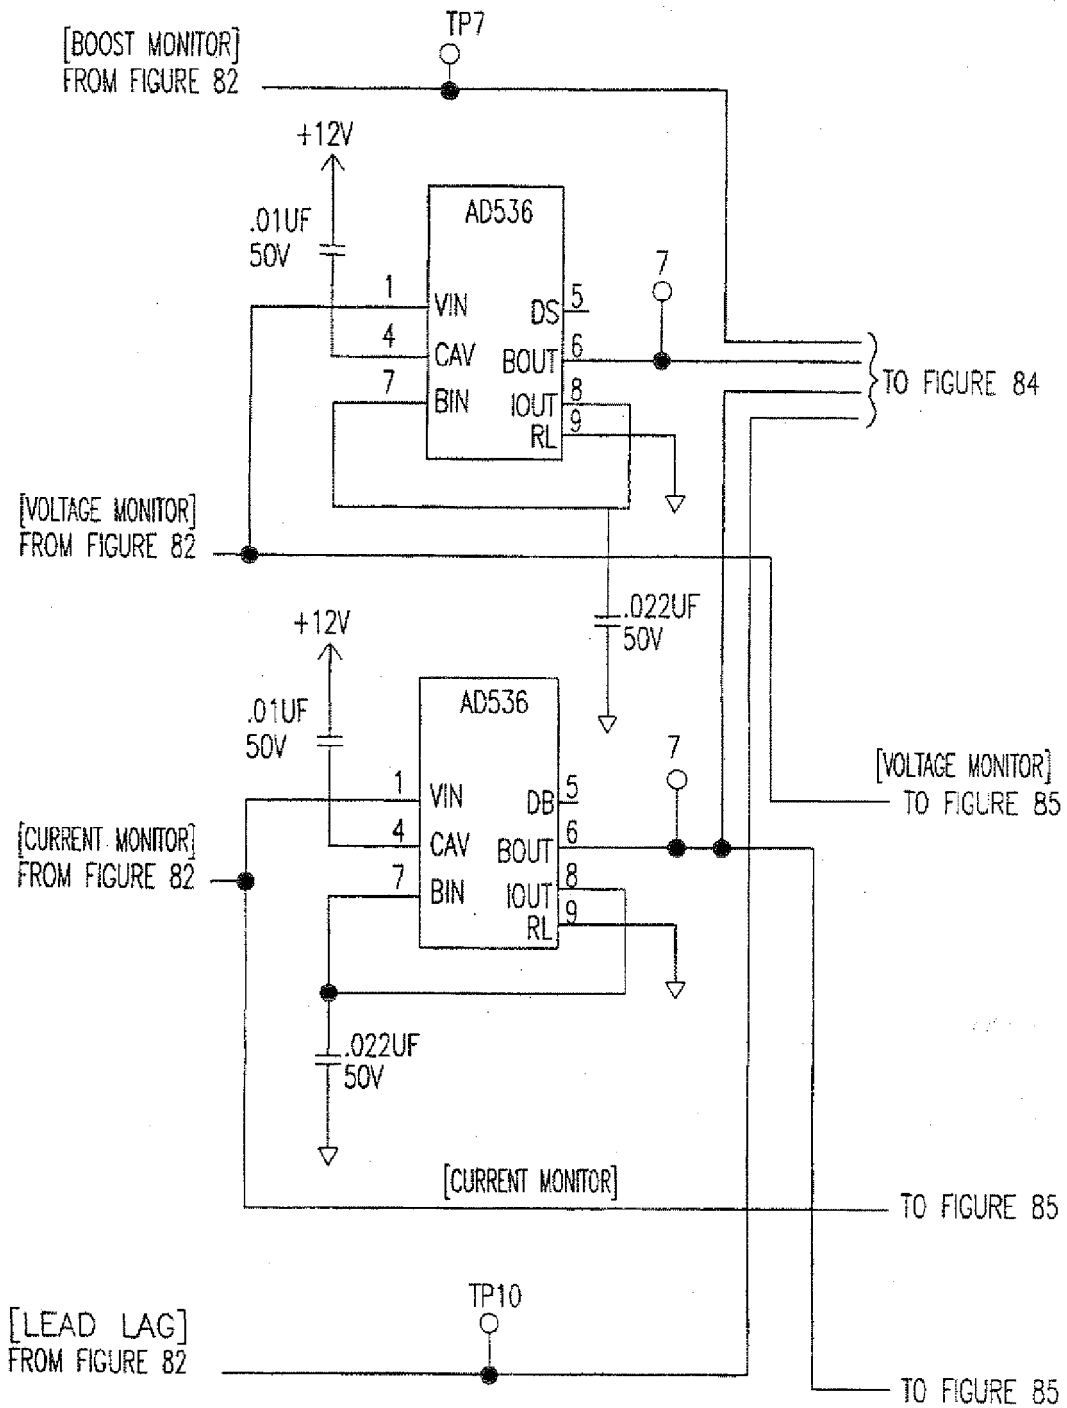 TP7
[BOOST MONITOR]
FROM FIGURE 82
+12V
.01UF
50V
AD536
1
VIN
4
CAV
7
BIN
DS
5
BOUT
6
IOUT
8
RL
9
7
TO FIGURE 84
[VOLTAGE MONITOR]
FROM FIGURE 82
.022UF
50V
+12V
.01UF
50V
AD536
1
VIN
4
CAV
7
BIN
DB
5
BOUT
6
IOUT
8
RL
9
7
[VOLTAGE MONITOR]
TO FIGURE 85
[CURRENT MONITOR]
FROM FIGURE 82
.022UF
50V
[CURRENT MONITOR]
TO FIGURE 85
TP10
[LEAD LAG]
FROM FIGURE 82
TO FIGURE 85